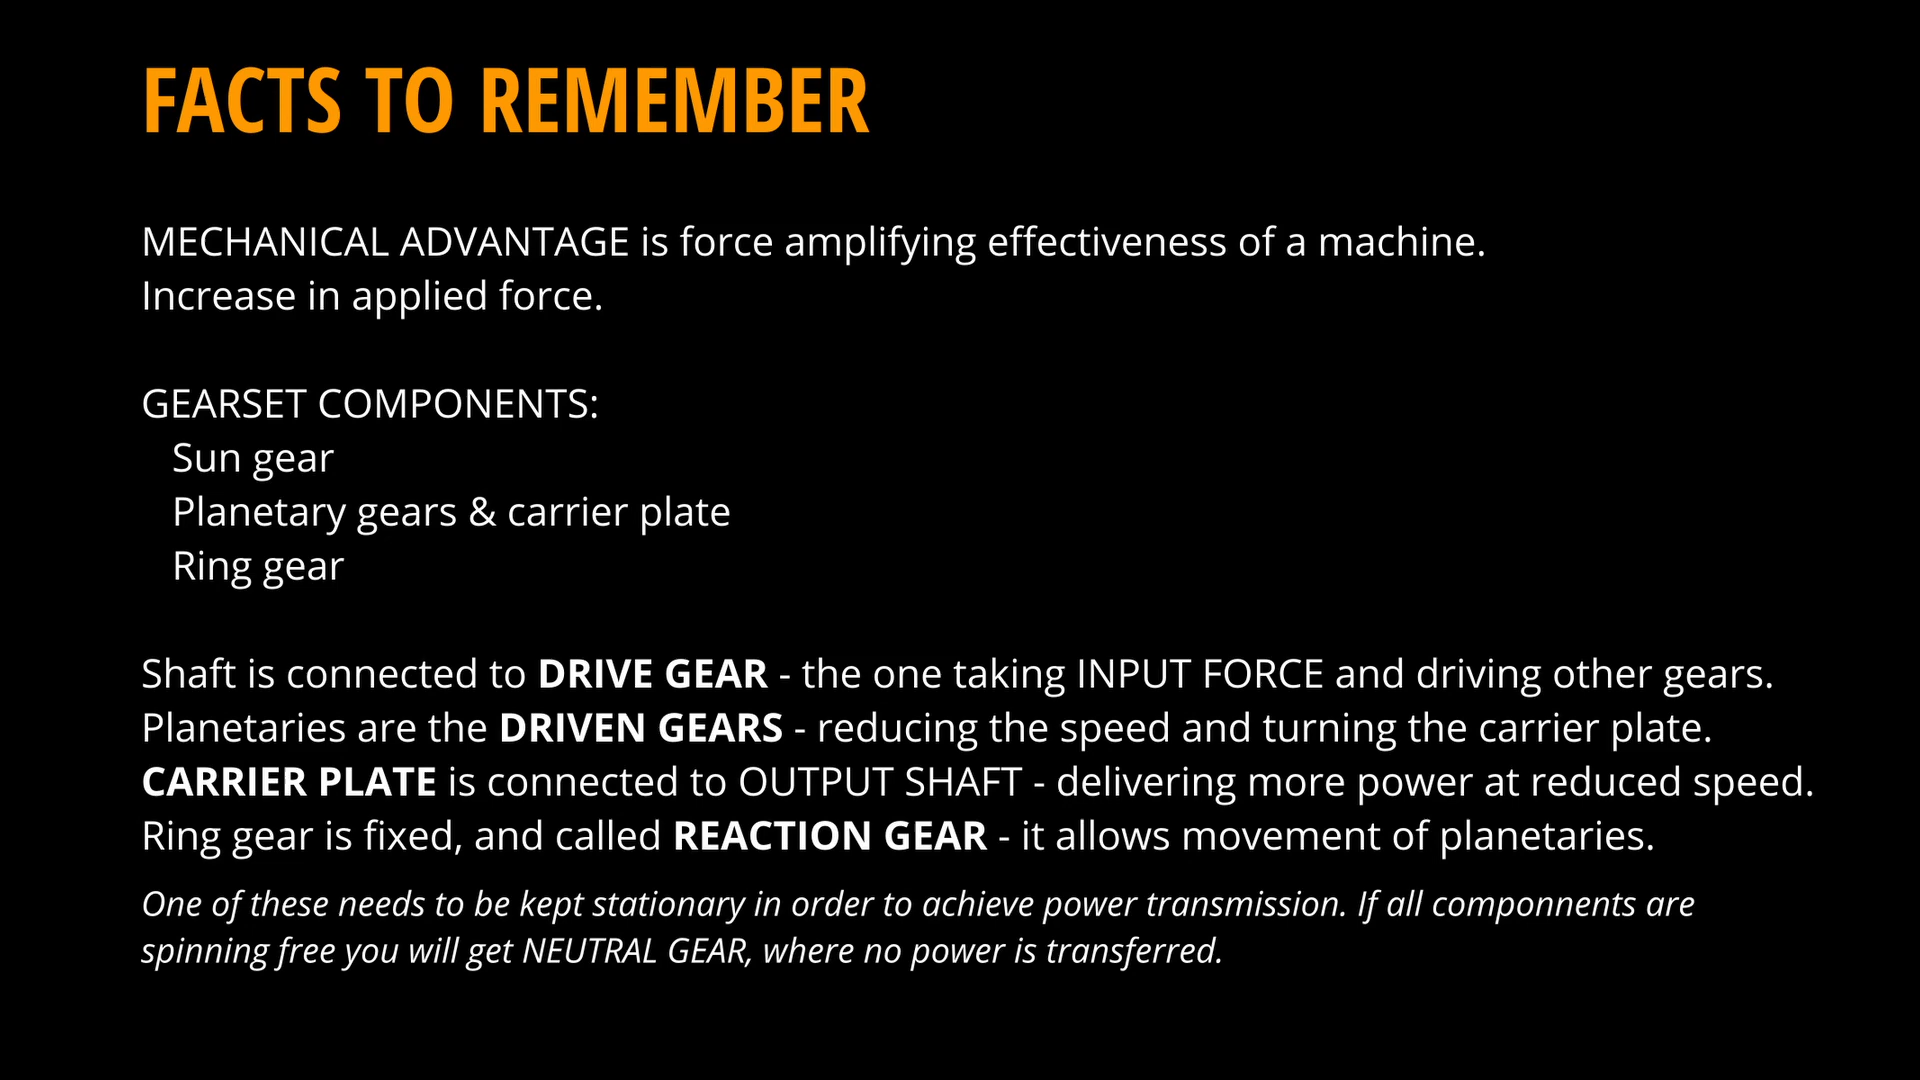 FACTS TO REMEMBER
MECHANICAL ADVANTAGE is force amplifying effectiveness of a machine.
Increase in applied force.
GEARSET COMPONENTS:
Sun gear
Planetary gears & carrier plate
Ring gear
Shaft is connected to DRIVE GEAR - the one taking INPUT FORCE and driving other gears.
Planetaries are the DRIVEN GEARS - reducing the speed and turning the carrier plate.
CARRIER PLATE is connected to OUTPUT SHAFT - delivering more power at reduced speed.
Ring gear is fixed, and called REACTION GEAR - it allows movement of planetaries.
One of these needs to be kept stationary in order to achieve power transmission. If all componnents are
spinning free you will get NEUTRAL GEAR, where no power is transferred.